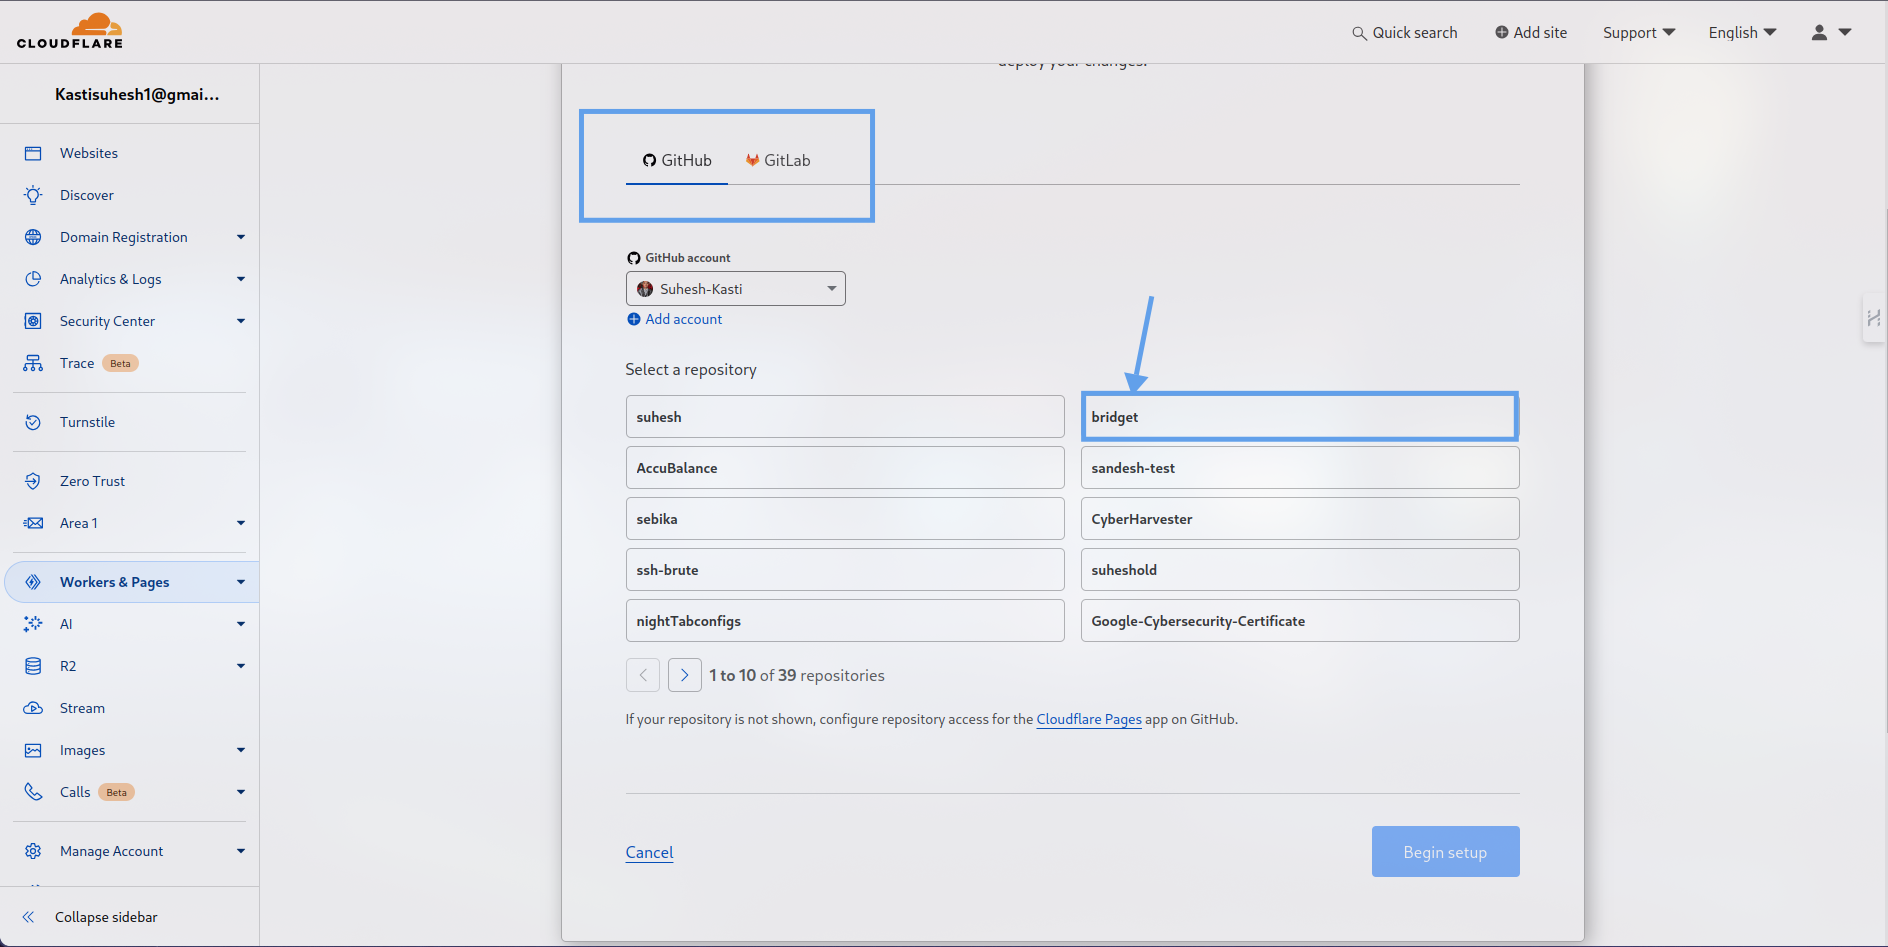 CLOUDFLARE
Quick search
Add site
Support
English
Kastisuhesh1@gmai...
Websites
Discover
Domain Registration
Analytics & Logs
Security Center
Trace Beta
Turnstile
Zero Trust
Area 1
Workers & Pages
AI
R2
Stream
Images
Calls Beta
Manage Account
Collapse sidebar
deploy your changes.
GitHub
GitLab
GitHub account
Suhesh-Kasti
Add account
Select a repository
suhesh
bridget
AccuBalance
sandesh-test
sebika
CyberHarvester
ssh-brute
suheshold
nightTabconfigs
Google-Cybersecurity-Certificate
1 to 10 of 39 repositories
If your repository is not shown, configure repository access for the Cloudflare Pages app on GitHub.
Cancel
Begin setup